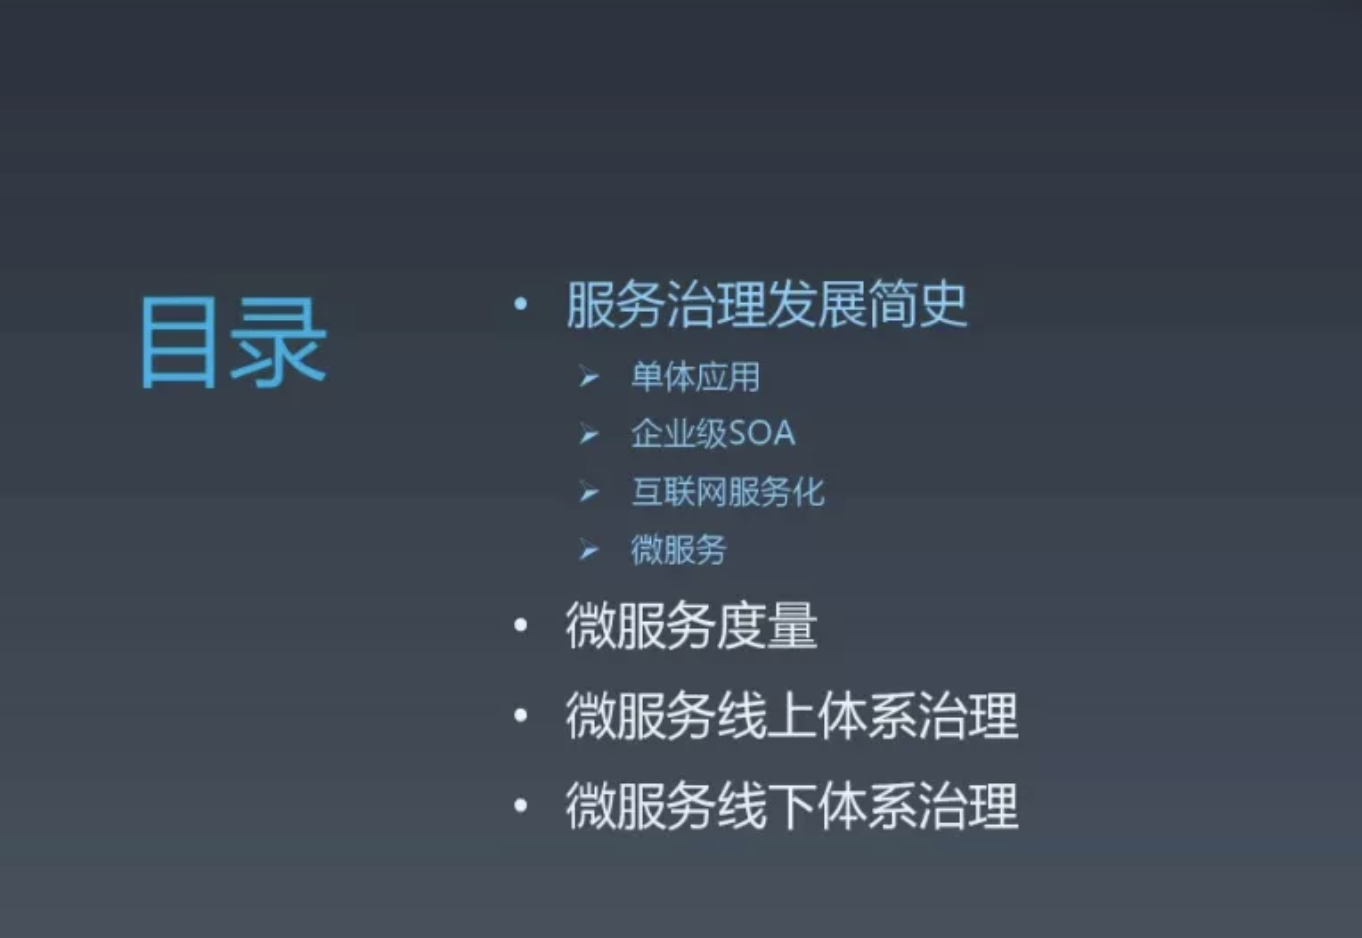 目录
• 服务治理发展简史
➢ 单体应用
➢ 企业级SOA
➢ 互联网服务化
➢ 微服务
• 微服务度量
• 微服务线上体系治理
• 微服务线下体系治理